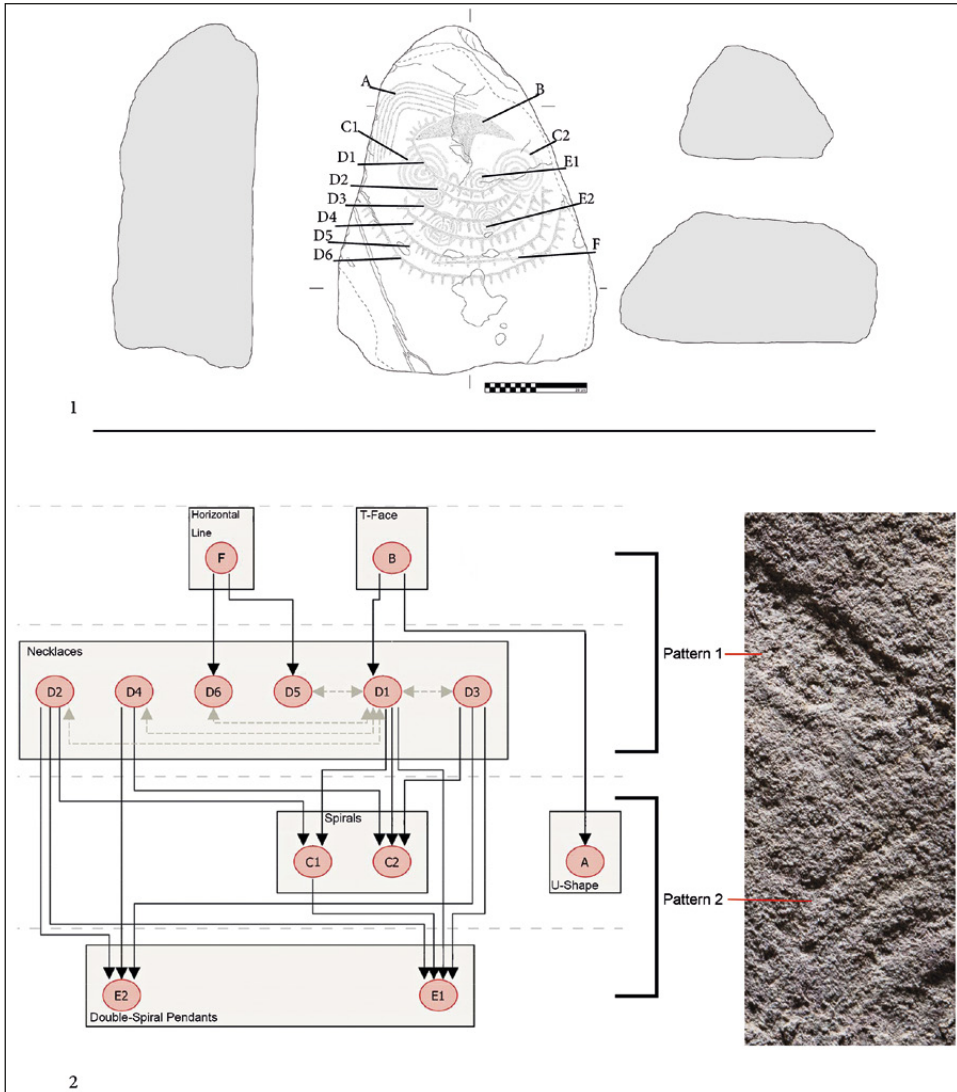 A
B
C1
C2
D1
E1
D2
D3
E2
D4
D5
D6
F
1
Horizontal
Line
T-Face
F
B
Necklaces
Pattern 1
D2 D4 D6 D5 D1 D3
Spirals
C1 C2 A
U-Shape
Pattern 2
E2 E1
Double-Spiral Pendants
2